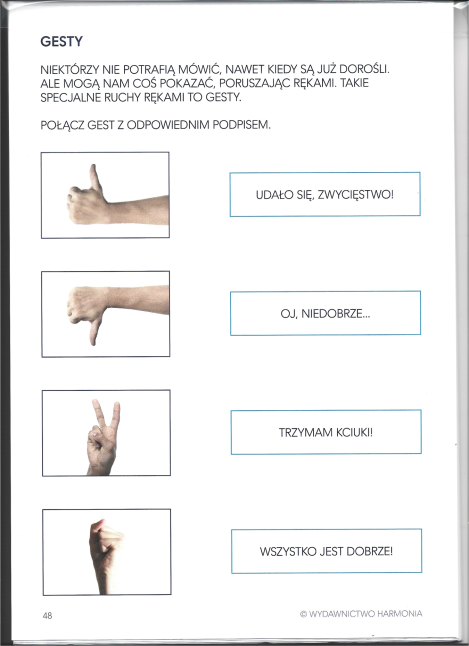 GESTY
NIEKTÓRZY NIE POTRAFIĄ MÓWIĆ, NAWET KIEDY SĄ JUŻ DOROŚLI.
ALE MOGĄ NAM COŚ POKAZAĆ, PORUSZAJĄC RĘKAMI. TAKIE
SPECJALNE RUCHY RĘKAMI TO GESTY.
POŁĄCZ GEST Z ODPOWIEDNIM PODPISEM.
UDAŁO SIĘ, ZWYCIĘSTWO!
OJ, NIEDOBRZE...
TRZYMAM KCIUKI!
WSZYSTKO JEST DOBRZE!
48
© WYDAWNICTWO HARMONIA